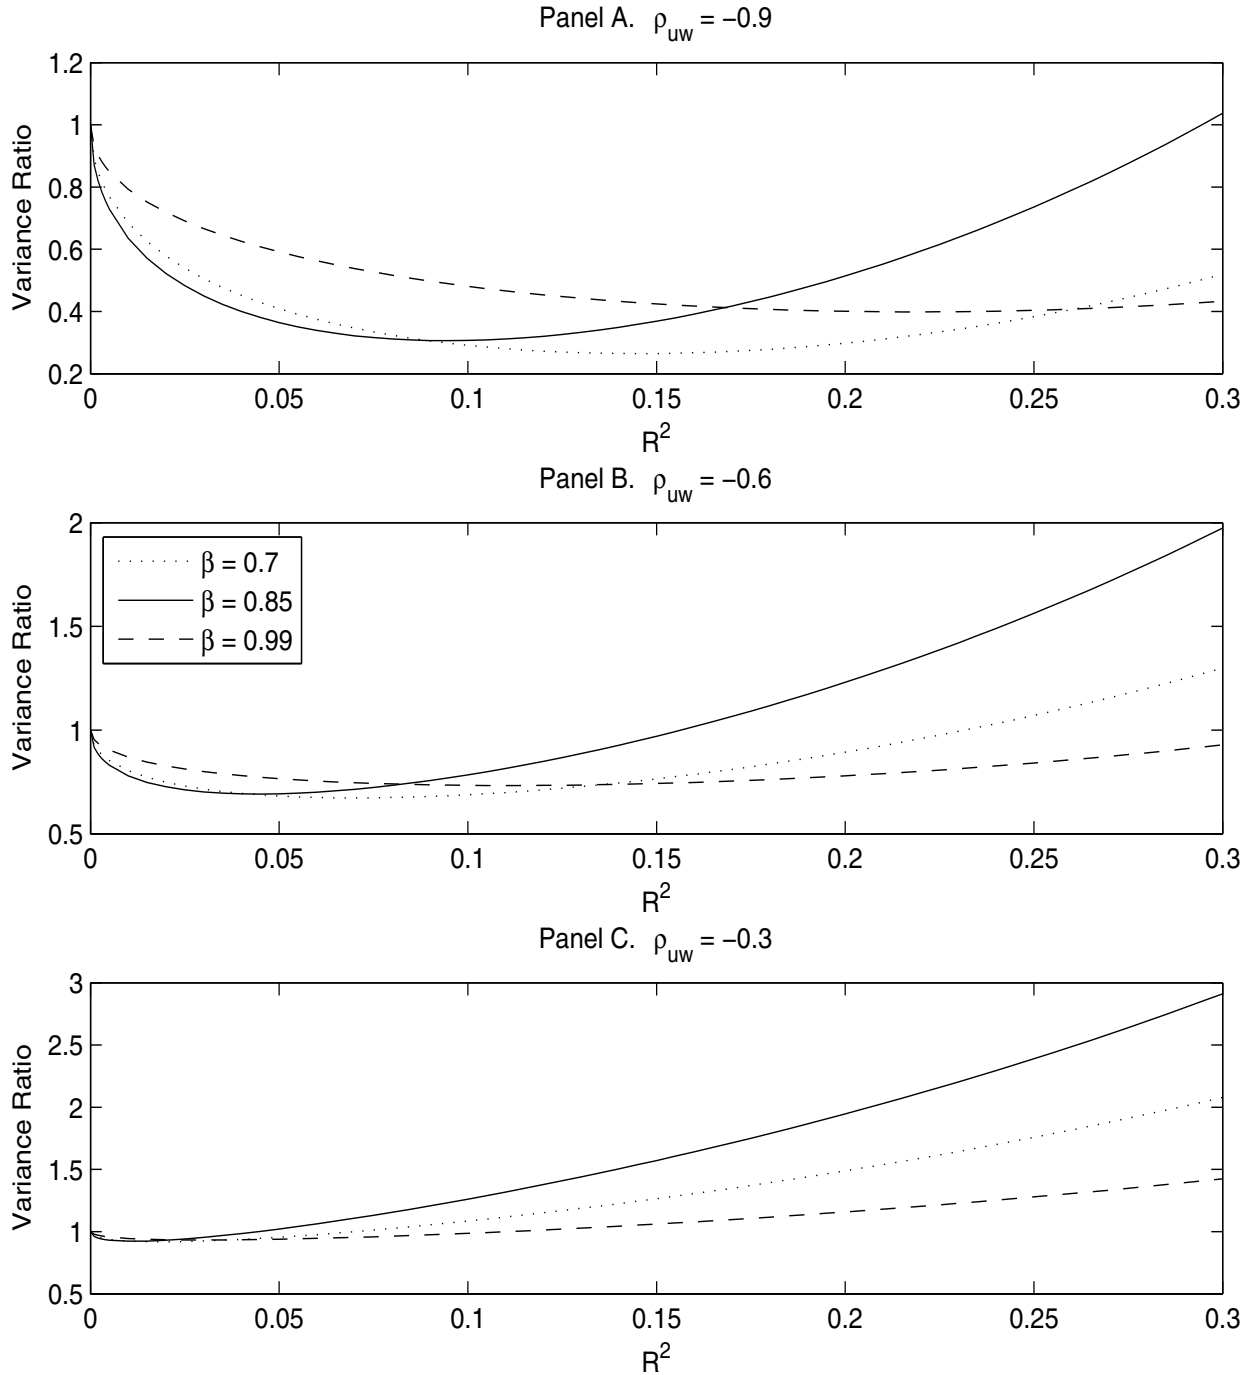 Panel A. ρuw = −0.9
1.2
1
0.8
0.6
0.4
0.2
Variance Ratio
0 0.05 0.1 0.15 0.2 0.25 0.3
R2
Panel B. ρuw = −0.6
2
1.5
1
0.5
Variance Ratio
β = 0.7
β = 0.85
β = 0.99
0 0.05 0.1 0.15 0.2 0.25 0.3
R2
Panel C. ρuw = −0.3
3
2.5
2
1.5
1
0.5
Variance Ratio
0 0.05 0.1 0.15 0.2 0.25 0.3
R2